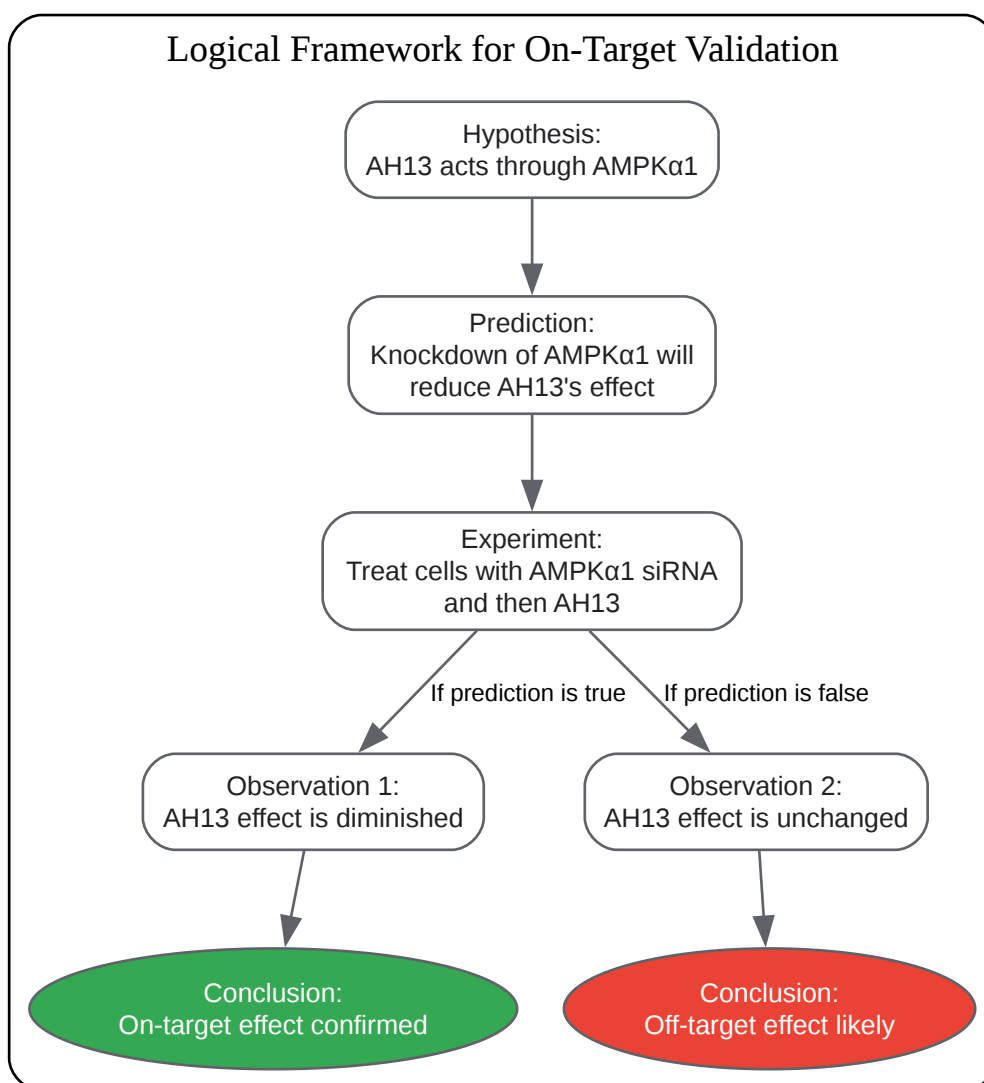 Logical Framework for On-Target Validation
Hypothesis:
AH13 acts through AMPKα1
Prediction:
Knockdown of AMPKα1 will
reduce AH13's effect
Experiment:
Treat cells with AMPKα1 siRNA
and then AH13
If prediction is true
If prediction is false
Observation 1:
AH13 effect is diminished
Observation 2:
AH13 effect is unchanged
Conclusion:
On-target effect confirmed
Conclusion:
Off-target effect likely